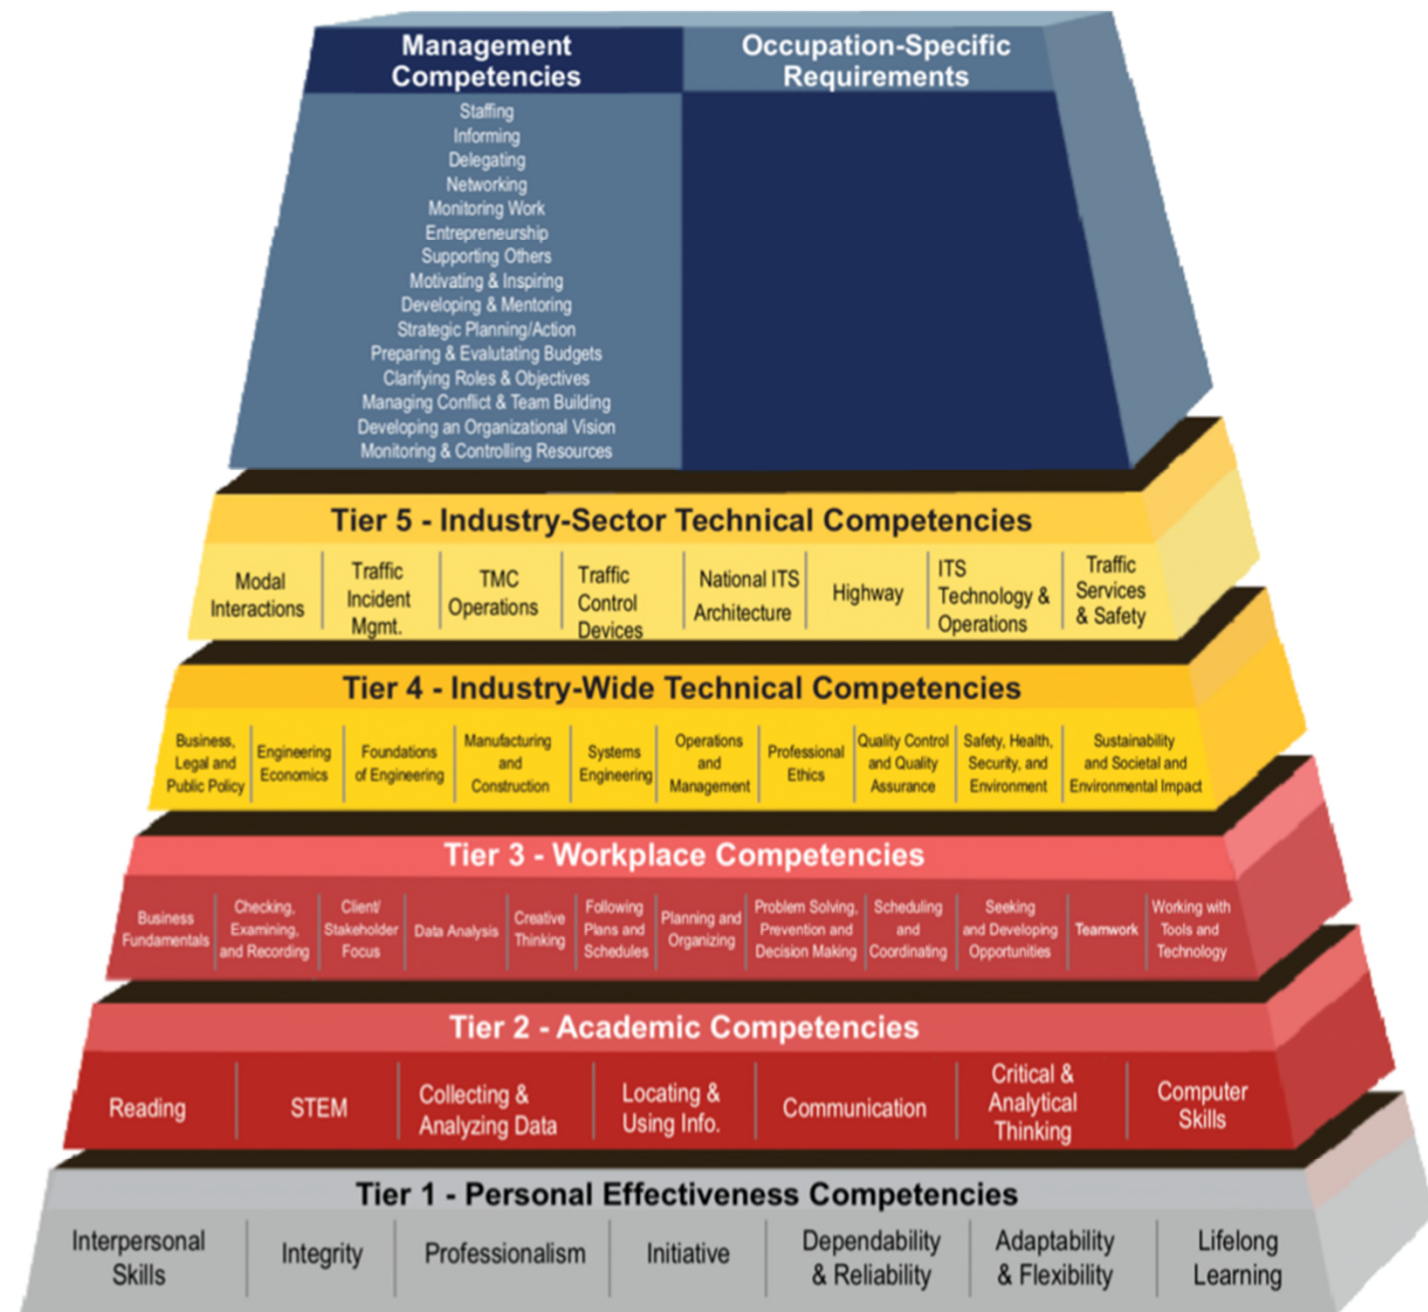 Management
Competencies
Occupation-Specific
Requirements
Staffing
Informing
Delegating
Networking
Monitoring Work
Entrepreneurship
Supporting Others
Motivating & Inspiring
Developing & Mentoring
Strategic Planning/Action
Preparing & Evalutating Budgets
Clarifying Roles & Objectives
Managing Conflict & Team Building
Developing an Organizational Vision
Monitoring & Controlling Resources
Tier 5 - Industry-Sector Technical Competencies
Modal
Interactions
Traffic
Incident
Mgmt.
TMC
Operations
Traffic
Control
Devices
National ITS
Architecture
Highway
ITS
Technology &
Operations
Traffic
Services
& Safety
Tier 4 - Industry-Wide Technical Competencies
Business,
Legal and
Public Policy
Engineering
Economics
Foundations
of Engineering
Manufacturing
and
Construction
Systems
Engineering
Operations
and
Management
Professional
Ethics
Quality Control
and Quality
Assurance
Safety, Health,
Security, and
Environment
Sustainability
and Societal and
Environmental Impact
Tier 3 - Workplace Competencies
Business
Fundamentals
Checking,
Examining,
and Recording
Client/
Stakeholder
Focus
Data Analysis
Creative
Thinking
Following
Plans and
Schedules
Planning and
Organizing
Problem Solving,
Prevention and
Decision Making
Scheduling
and
Coordinating
Seeking
and Developing
Opportunities
Teamwork
Working with
Tools and
Technology
Tier 2 - Academic Competencies
Reading
STEM
Collecting &
Analyzing Data
Locating &
Using Info.
Communication
Critical &
Analytical
Thinking
Computer
Skills
Tier 1 - Personal Effectiveness Competencies
Interpersonal
Skills
Integrity
Professionalism
Initiative
Dependability
& Reliability
Adaptability
& Flexibility
Lifelong
Learning